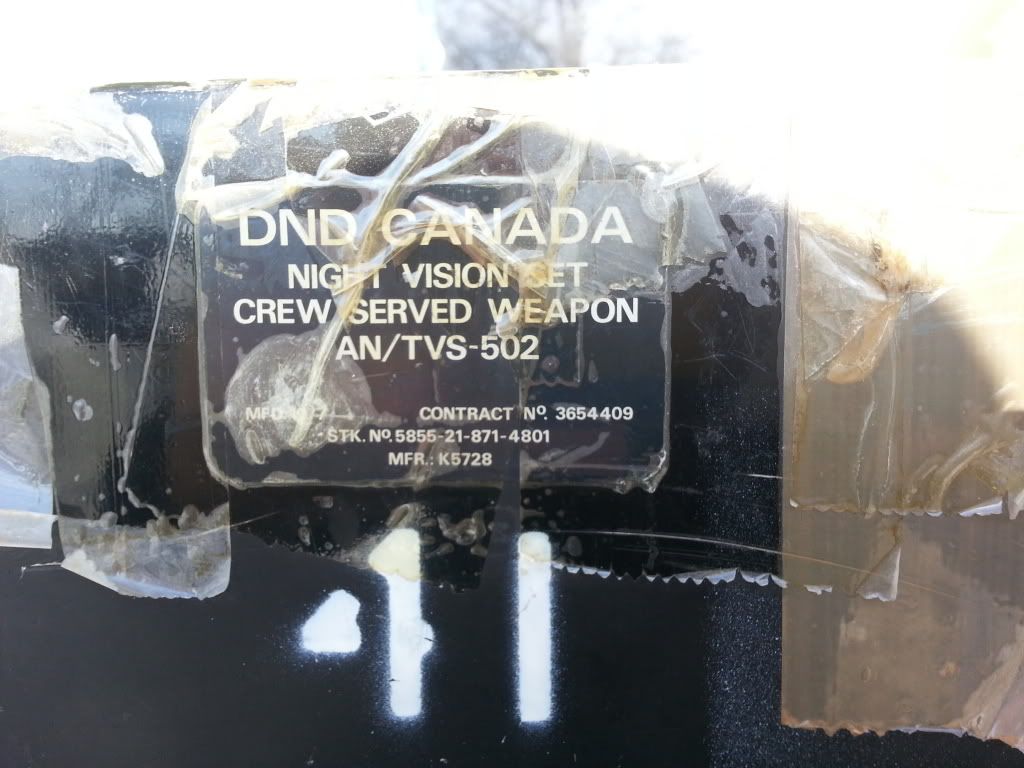 DND CANADA
NIGHT VISION SET
CREW SERVED WEAPON
AN/TVS-502
CONTRACT Nº. 3654409
STK. Nº. 5855-21-871-4801
MFR.: K5728
41